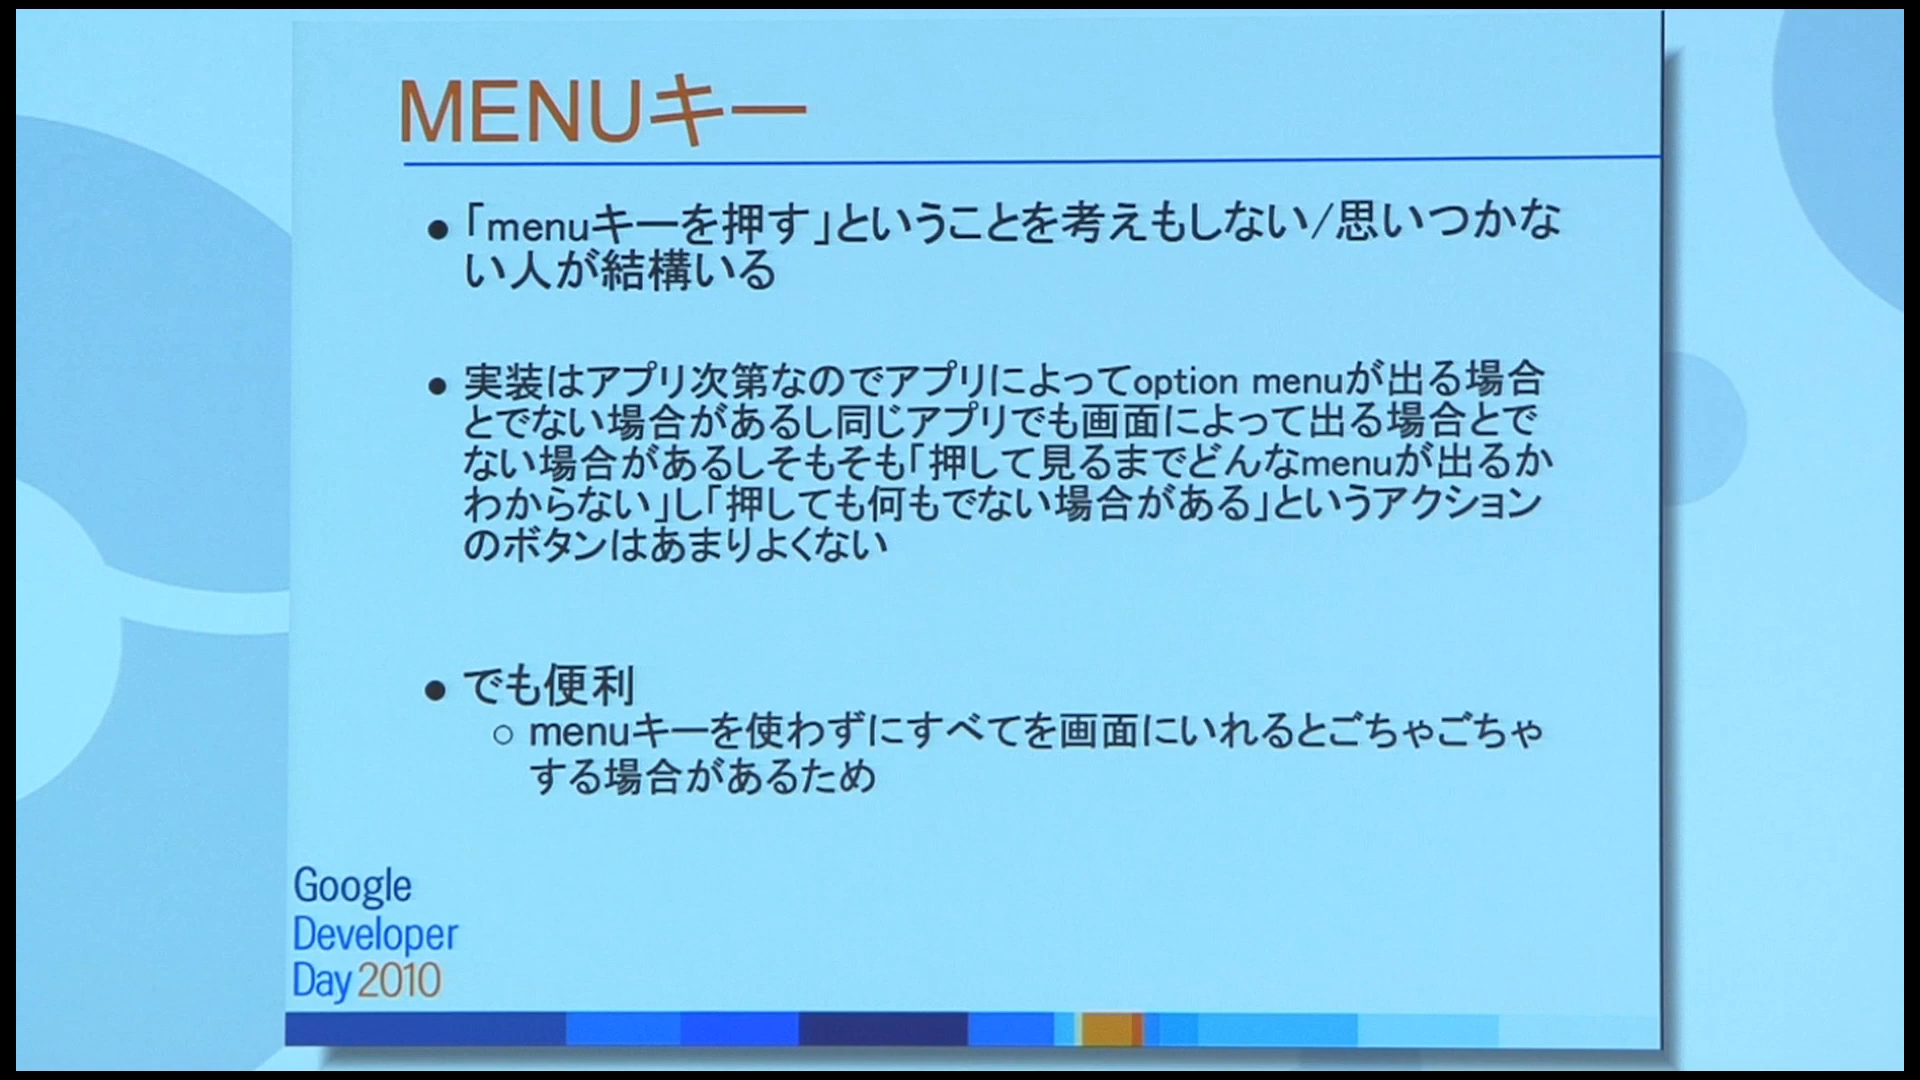 MENUキー
●「menuキーを押す」ということを考えもしない/思いつかな
い人が結構いる
● 実装はアプリ次第なのでアプリによってoption menuが出る場合
とでない場合があるし同じアプリでも画面によって出る場合とで
ない場合があるしそもそも「押して見るまでどんなmenuが出るか
わからない」し「押しても何もでない場合がある」というアクション
のボタンはあまりよくない
● でも便利
○ menuキーを使わずにすべてを画面にいれるとごちゃごちゃ
する場合があるため
Google
Developer
Day 2010